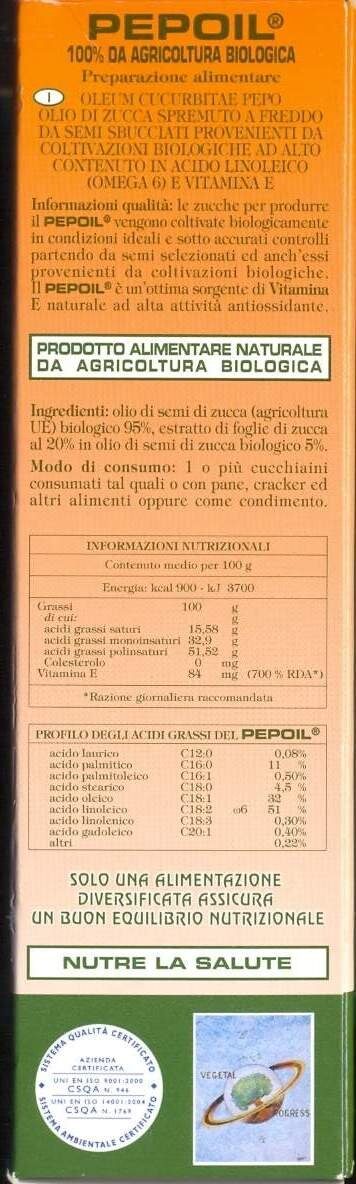 PEPOIL®
100% DA AGRICOLTURA BIOLOGICA
Preparazione alimentare
I OLEUM CUCURBITAE PEPO
OLIO DI ZUCCA SPREMUTO A FREDDO
DA SEMI SBUCCIATI PROVENIENTI DA
COLTIVAZIONI BIOLOGICHE AD ALTO
CONTENUTO IN ACIDO LINOLEICO
(OMEGA 6) E VITAMINA E
Informazioni qualità: le zucche per produrre
il PEPOIL® vengono coltivate biologicamente
in condizioni ideali e sotto accurati controlli
partendo da semi selezionati ed anch'essi
provenienti da coltivazioni biologiche.
Il PEPOIL® è un'ottima sorgente di Vitamina
E naturale ad alta attività antiossidante.
PRODOTTO ALIMENTARE NATURALE
DA AGRICOLTURA BIOLOGICA
Ingredienti: olio di semi di zucca (agricoltura
UE) biologico 95%, estratto di foglie di zucca
al 20% in olio di semi di zucca biologico 5%.
Modo di consumo: 1 o più cucchiaini
consumati tal quali o con pane, cracker ed
altri alimenti oppure come condimento.
INFORMAZIONI NUTRIZIONALI
Contenuto medio per 100 g
Energia: kcal 900 - kJ 3700
Grassi 100 g
di cui: g
acidi grassi saturi 15,58 g
acidi grassi monoinsaturi 32,9 g
acidi grassi polinsaturi 51,52 g
Colesterolo 0 mg
Vitamina E 84 mg (700 % RDA*)
*Razione giornaliera raccomandata
PROFILO DEGLI ACIDI GRASSI DEL PEPOIL®
acido laurico C12:0 0,08%
acido palmitico C16:0 11 %
acido palmitoleico C16:1 0,50%
acido stearico C18:0 4,5 %
acido oleico C18:1 32 %
acido linoleico C18:2 ω6 51 %
acido linolenico C18:3 0,30%
acido gadoleico C20:1 0,40%
altri 0,22%
SOLO UNA ALIMENTAZIONE
DIVERSIFICATA ASSICURA
UN BUON EQUILIBRIO NUTRIZIONALE
NUTRE LA SALUTE
SISTEMA QUALITÀ CERTIFICATO
AZIENDA
CERTIFICATA
UNI EN ISO 9001:2000
CSQA N. 946
UNI EN ISO 14001:2004
CSQA N. 1769
SISTEMA AMBIENTALE CERTIFICATO
VEGETAL
PROGRESS